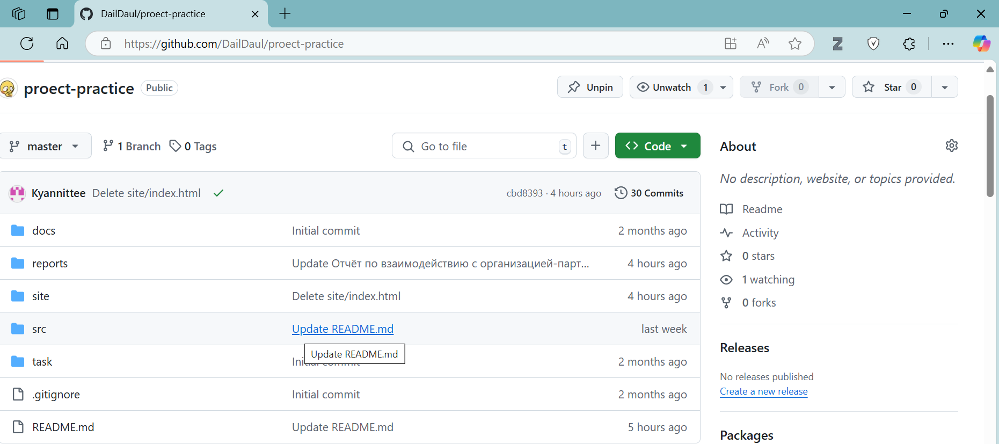 DailDaul/proect-practice
https://github.com/DailDaul/proect-practice
proect-practice Public
Unpin
Unwatch 1
Fork 0
Star 0
master
1 Branch
0 Tags
Go to file t
Code
Kyannittee Delete site/index.html
cbd8393 · 4 hours ago
30 Commits
docs Initial commit 2 months ago
reports Update Отчёт по взаимодействию с организацией-парт... 4 hours ago
site Delete site/index.html 4 hours ago
src Update README.md last week
Update README.md
task 2 months ago
.gitignore Initial commit 2 months ago
README.md Update README.md 5 hours ago
About
No description, website, or topics provided.
Readme
Activity
0 stars
1 watching
0 forks
Releases
No releases published
Create a new release
Packages